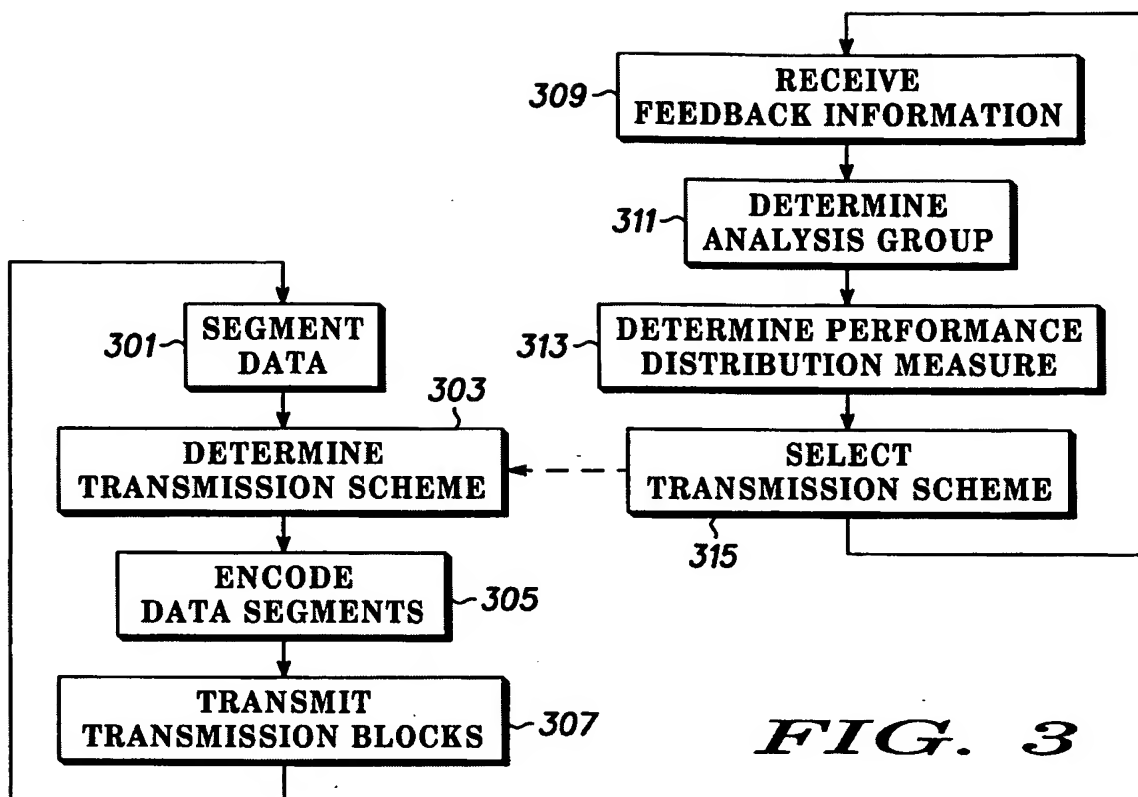 309
RECEIVE
FEEDBACK INFORMATION
311
DETERMINE
ANALYSIS GROUP
301
SEGMENT
DATA
313
DETERMINE PERFORMANCE
DISTRIBUTION MEASURE
303
DETERMINE
TRANSMISSION SCHEME
SELECT
TRANSMISSION SCHEME
315
ENCODE
DATA SEGMENTS
305
TRANSMIT
TRANSMISSION BLOCKS
307
FIG. 3